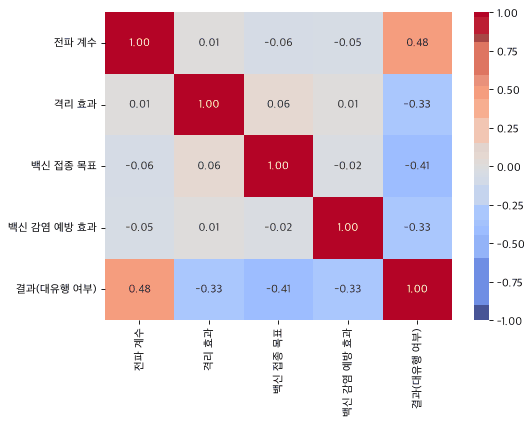 전파 계수 1.00 0.01 -0.06 -0.05 0.48
격리 효과 0.01 1.00 0.06 0.01 -0.33
백신 접종 목표 -0.06 0.06 1.00 -0.02 -0.41
백신 감염 예방 효과 -0.05 0.01 -0.02 1.00 -0.33
결과(대유행 여부) 0.48 -0.33 -0.41 -0.33 1.00
전파 계수
격리 효과
백신 접종 목표
백신 감염 예방 효과
결과(대유행 여부)
1.00
0.75
0.50
0.25
0.00
-0.25
-0.50
-0.75
-1.00